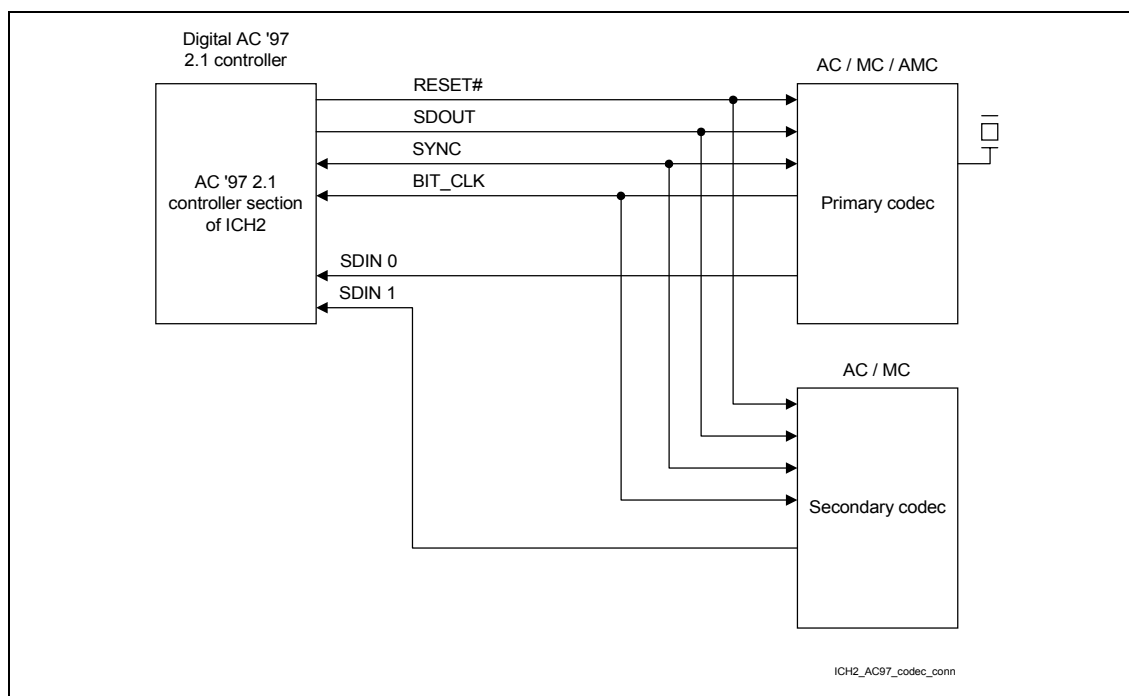 Digital AC '97
2.1 controller
AC / MC / AMC
RESET#
SDOUT
SYNC
BIT_CLK
AC '97 2.1
controller section
of ICH2
Primary codec
SDIN 0
SDIN 1
AC / MC
Secondary codec
ICH2_AC97_codec_conn